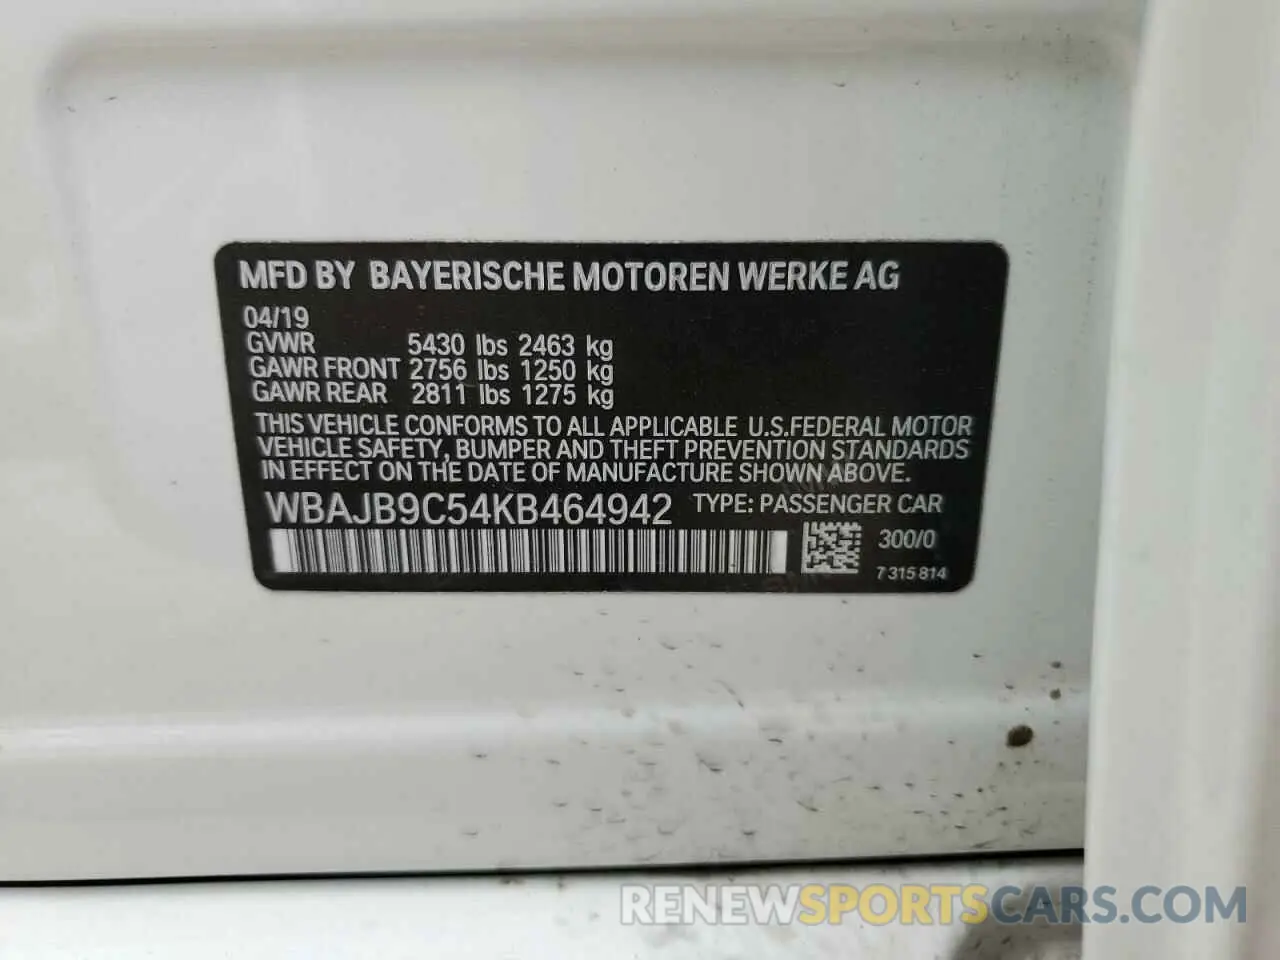 MFD BY BAYERISCHE MOTOREN WERKE AG
04/19
GVWR 5430 lbs 2463 kg
GAWR FRONT 2756 lbs 1250 kg
GAWR REAR 2811 lbs 1275 kg
THIS VEHICLE CONFORMS TO ALL APPLICABLE U.S.FEDERAL MOTOR
VEHICLE SAFETY, BUMPER AND THEFT PREVENTION STANDARDS
IN EFFECT ON THE DATE OF MANUFACTURE SHOWN ABOVE.
WBAJB9C54KB464942 TYPE: PASSENGER CAR
300/0
7 315 814
RENEWSPORTSCARS.COM